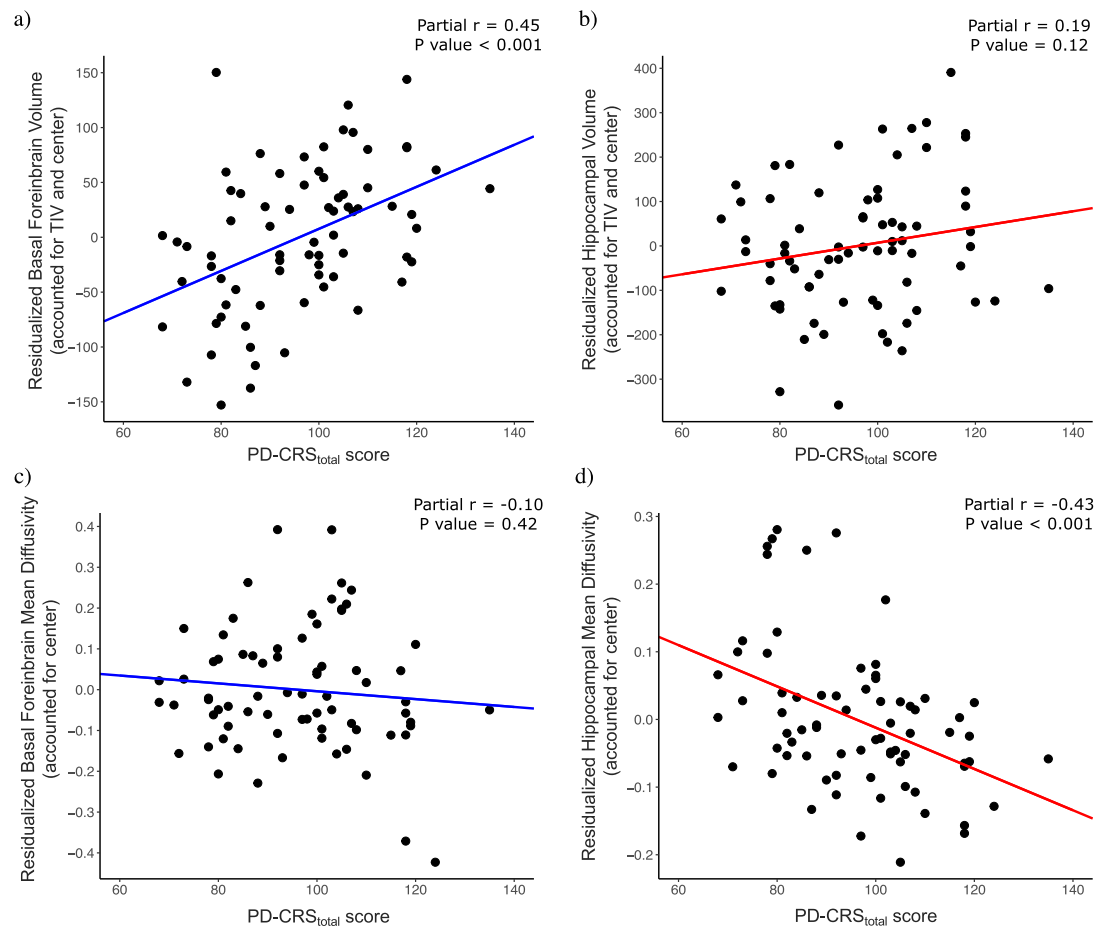 a)
Partial r = 0.45
P value < 0.001
Residualized Basal Foreinbrain Volume
(accounted for TIV and center)
150
100
50
0
−50
−100
−150
60
80
100
120
140
PD-CRStotal score
b)
Partial r = 0.19
P value = 0.12
Residualized Hippocampal Volume
(accounted for TIV and center)
400
300
200
100
0
−100
−200
−300
60
80
100
120
140
PD-CRStotal score
c)
Partial r = -0.10
P value = 0.42
Residualized Basal Foreinbrain Mean Diffusivity
(accounted for center)
0.4
0.3
0.2
0.1
0.0
−0.1
−0.2
−0.3
−0.4
60
80
100
120
140
PD-CRStotal score
d)
Partial r = -0.43
P value < 0.001
Residualized Hippocampal Mean Diffusivity
(accounted for center)
0.3
0.2
0.1
0.0
−0.1
−0.2
60
80
100
120
140
PD-CRStotal score